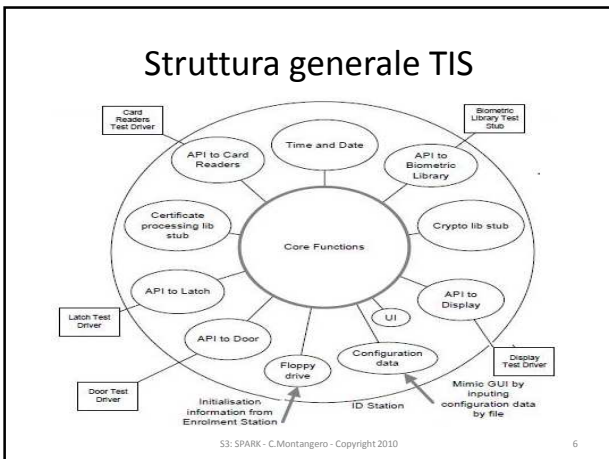 Struttura generale TIS
Card
Readers
Test Driver
Biometric
Library Test
Stub
API to Card
Readers
Time and Date
API to
Biometric
Library
Certificate
processing lib
stub
Core Functions
Crypto lib stub
API to Latch
API to
Display
UI
Latch Test
Driver
API to Door
Configuration
data
Floppy
drive
Display
Test Driver
Door Test
Driver
Initialisation
information from
Enrolment Station
ID Station
Mimic GUI by
inputing
configuration data
by file
S3: SPARK - C.Montangero - Copyright 2010
6